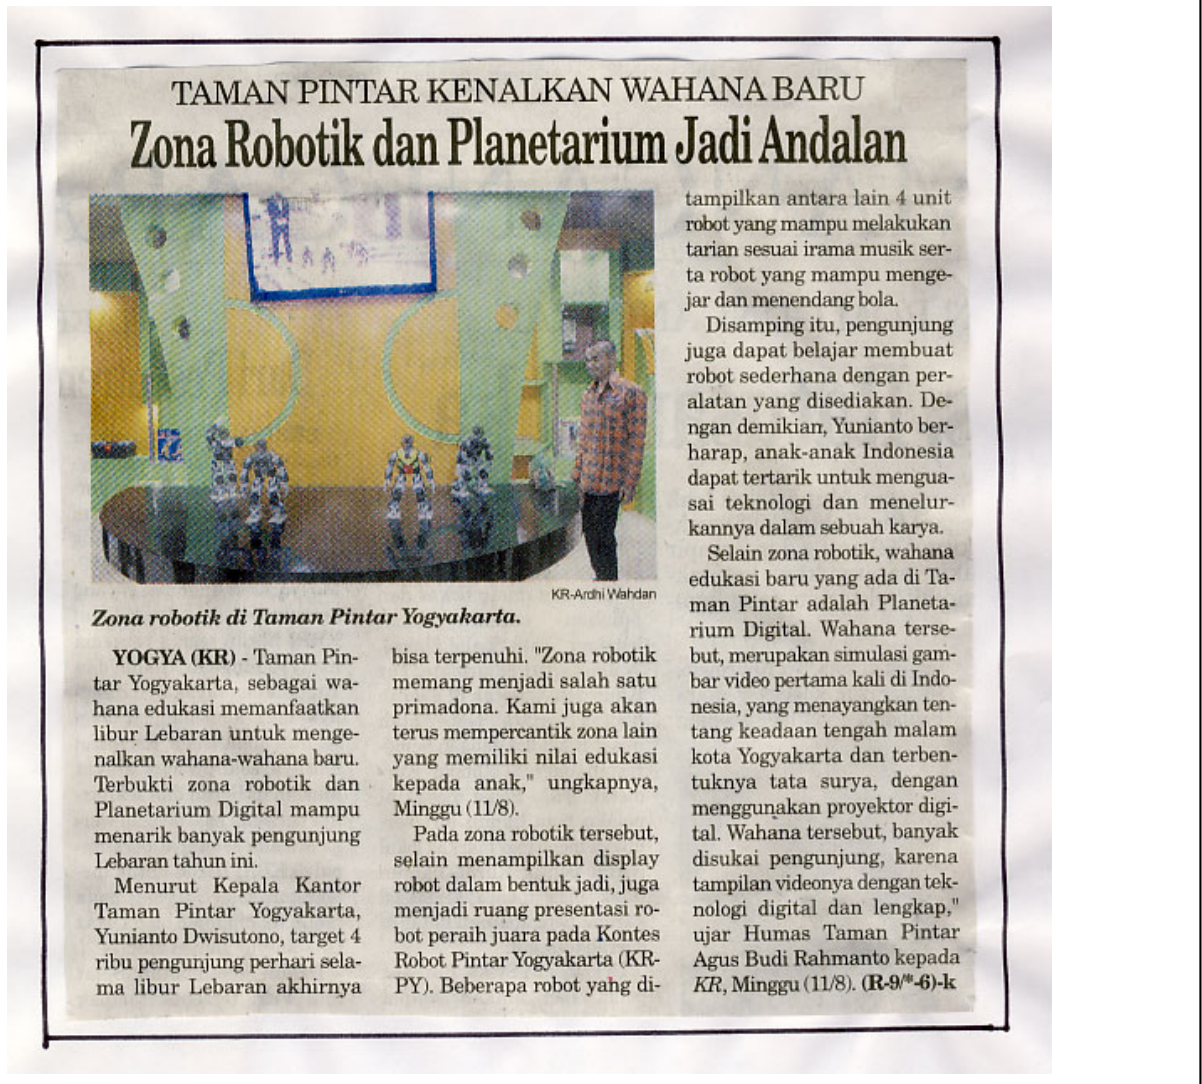 TAMAN PINTAR KENALKAN WAHANA BARU
Zona Robotik dan Planetarium Jadi Andalan
KR-Ardhi Wahdan
Zona robotik di Taman Pintar Yogyakarta.
YOGYA (KR) - Taman Pin-
tar Yogyakarta, sebagai wa-
hana edukasi memanfaatkan
libur Lebaran untuk menge-
nalkan wahana-wahana baru.
Terbukti zona robotik dan
Planetarium Digital mampu
menarik banyak pengunjung
Lebaran tahun ini.
Menurut Kepala Kantor
Taman Pintar Yogyakarta,
Yunianto Dwisutono, target 4
ribu pengunjung perhari sela-
ma libur Lebaran akhirnya
bisa terpenuhi. "Zona robotik
memang menjadi salah satu
primadona. Kami juga akan
terus mempercantik zona lain
yang memiliki nilai edukasi
kepada anak," ungkapnya,
Minggu (11/8).
Pada zona robotik tersebut,
selain menampilkan display
robot dalam bentuk jadi, juga
menjadi ruang presentasi ro-
bot peraih juara pada Kontes
Robot Pintar Yogyakarta (KR-
PY). Beberapa robot yang di-
tampilkan antara lain 4 unit
robot yang mampu melakukan
tarian sesuai irama musik ser-
ta robot yang mampu menge-
jar dan menendang bola.
Disamping itu, pengunjung
juga dapat belajar membuat
robot sederhana dengan per-
alatan yang disediakan. De-
ngan demikian, Yunianto ber-
harap, anak-anak Indonesia
dapat tertarik untuk mengua-
sai teknologi dan menelur-
kannya dalam sebuah karya.
Selain zona robotik, wahana
edukasi baru yang ada di Ta-
man Pintar adalah Planeta-
rium Digital. Wahana terse-
but, merupakan simulasi gam-
bar video pertama kali di Indo-
nesia, yang menayangkan ten-
tang keadaan tengah malam
kota Yogyakarta dan terben-
tuknya tata surya, dengan
menggunakan proyektor digi-
tal. Wahana tersebut, banyak
disukai pengunjung, karena
tampilan videonya dengan tek-
nologi digital dan lengkap,"
ujar Humas Taman Pintar
Agus Budi Rahmanto kepada
KR, Minggu (11/8). (R-9/*-6)-k